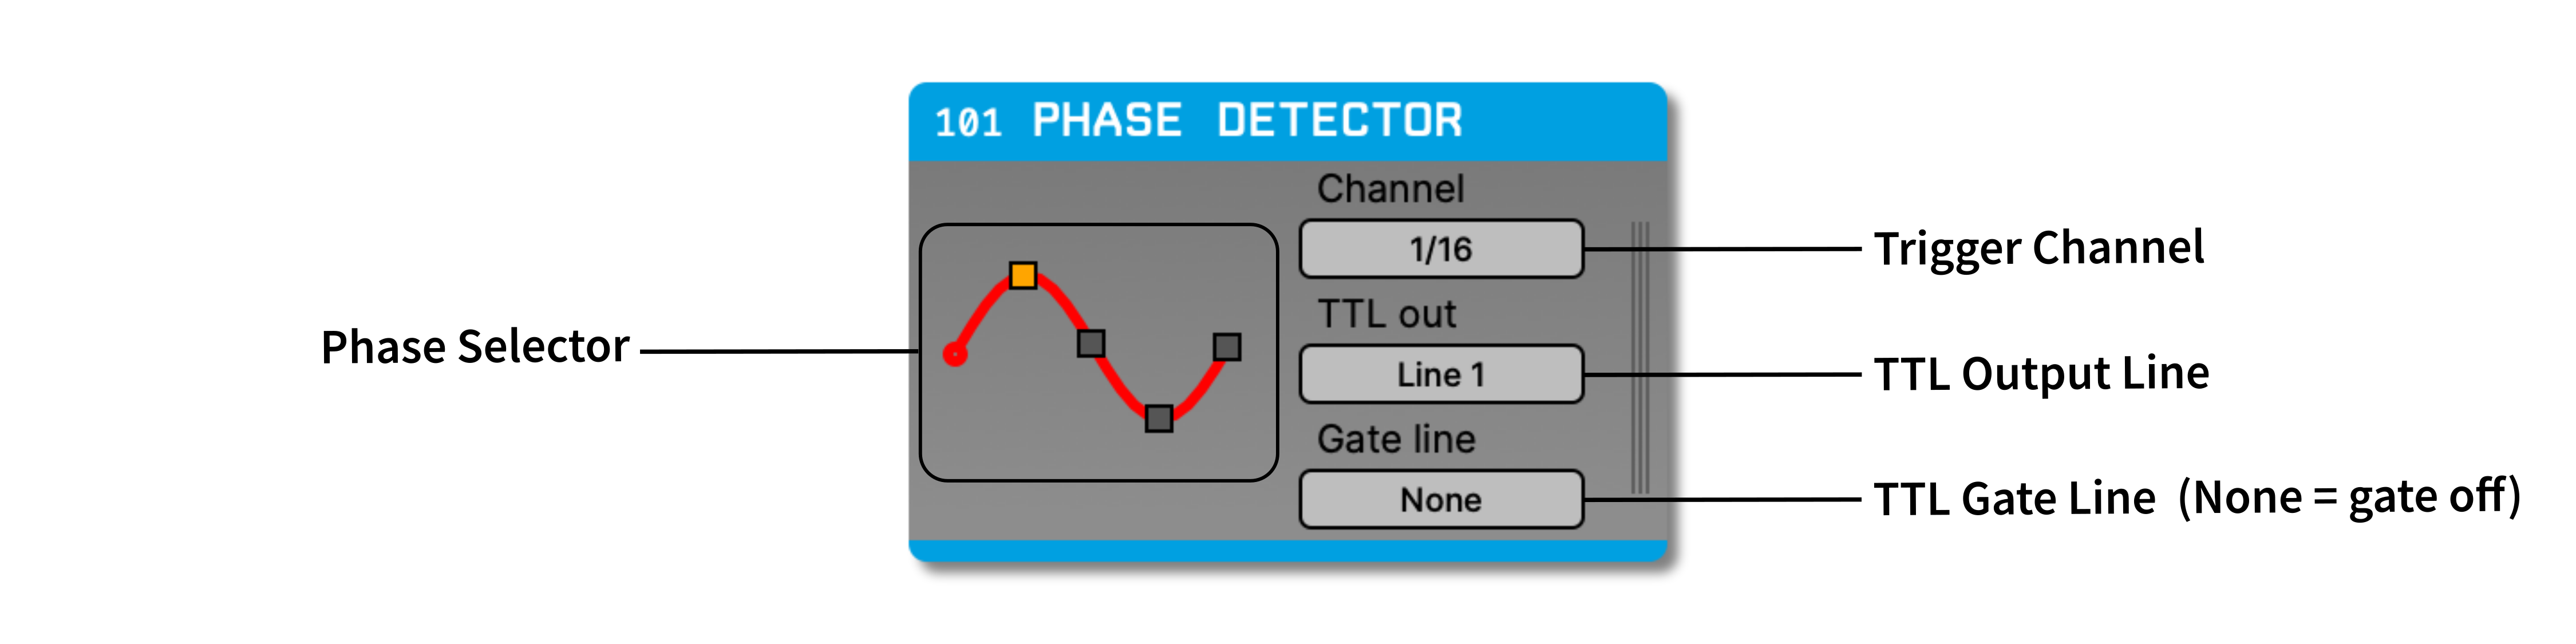 101 PHASE DETECTOR
Phase Selector
Channel
1/16
Trigger Channel
TTL out
Line 1
TTL Output Line
Gate line
None
TTL Gate Line (None = gate off)